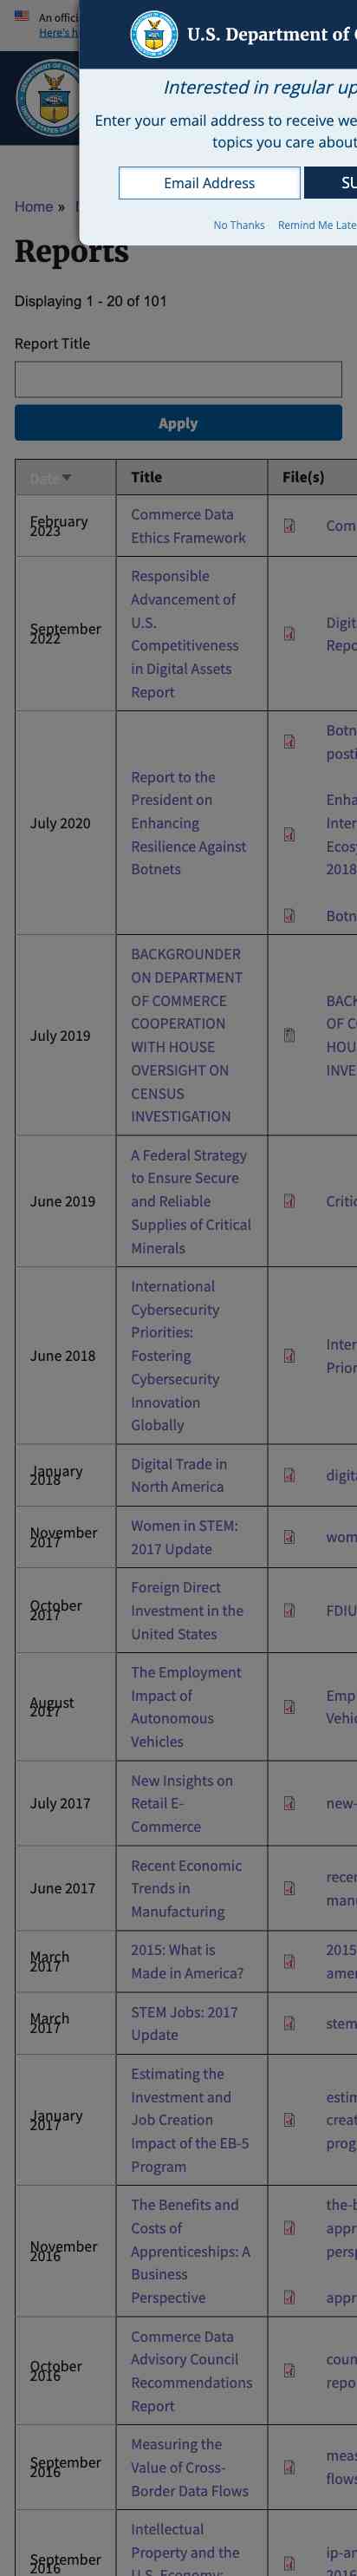 An offici
Here's h
U.S. Department of
Interested in regular up
Enter your email address to receive we
topics you care about
Email Address
SU
No Thanks Remind Me Late
Home »
Reports
Displaying 1 - 20 of 101
Report Title
Apply
Date Title File(s)
February
2023
Commerce Data
Ethics Framework
Com
September
2022
Responsible
Advancement of
U.S.
Competitiveness
in Digital Assets
Report
Digit
Repo
July 2020
Report to the
President on
Enhancing
Resilience Against
Botnets
Botn
posti
Enha
Inter
Ecos
2018
Botn
July 2019
BACKGROUNDER
ON DEPARTMENT
OF COMMERCE
COOPERATION
WITH HOUSE
OVERSIGHT ON
CENSUS
INVESTIGATION
BACK
OF C
HOU
INVE
June 2019
A Federal Strategy
to Ensure Secure
and Reliable
Supplies of Critical
Minerals
Critic
June 2018
International
Cybersecurity
Priorities:
Fostering
Cybersecurity
Innovation
Globally
Inter
Prior
January
2018
Digital Trade in
North America
digita
November
2017
Women in STEM:
2017 Update
wom
October
2017
Foreign Direct
Investment in the
United States
FDIU
August
2017
The Employment
Impact of
Autonomous
Vehicles
Emp
Vehic
July 2017
New Insights on
Retail E-
Commerce
new-
June 2017
Recent Economic
Trends in
Manufacturing
recen
manu
March
2017
2015: What is
Made in America?
2015
amer
March
2017
STEM Jobs: 2017
Update
stem
January
2017
Estimating the
Investment and
Job Creation
Impact of the EB-5
Program
estim
creat
prog
November
2016
The Benefits and
Costs of
Apprenticeships: A
Business
Perspective
the-b
appr
persp
appr
October
2016
Commerce Data
Advisory Council
Recommendations
Report
coun
repo
September
2016
Measuring the
Value of Cross-
Border Data Flows
meas
flows
September
2016
Intellectual
Property and the
U.S. Economy:
ip-an
2016